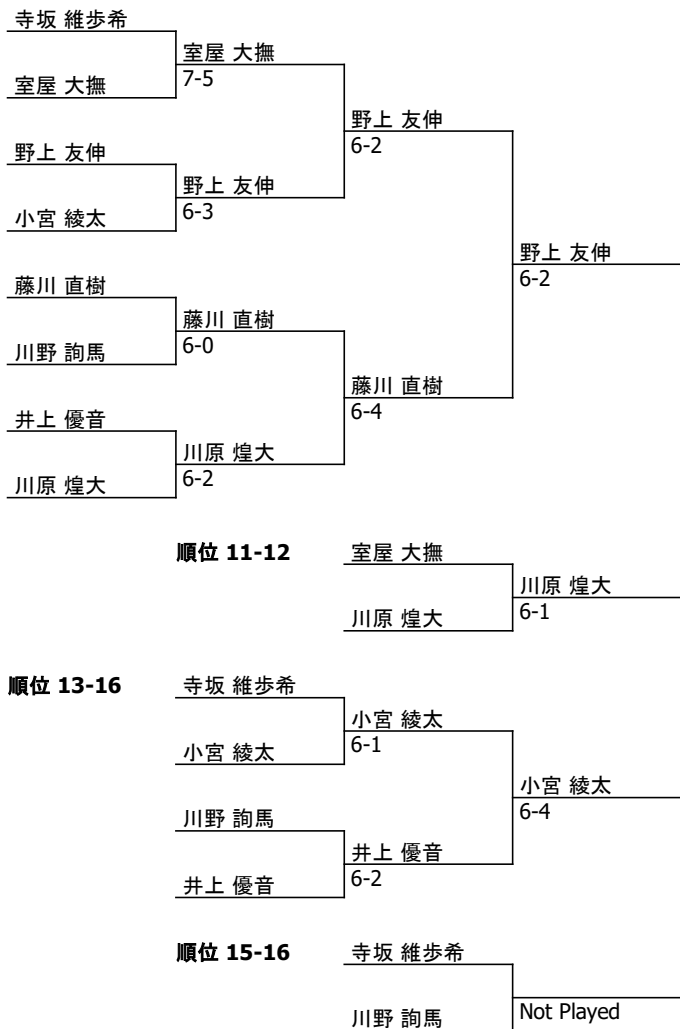 寺坂 維歩希
室屋 大撫
7-5
室屋 大撫
野上 友伸
6-2
野上 友伸
野上 友伸
6-3
小宮 綾太
野上 友伸
6-2
藤川 直樹
藤川 直樹
6-0
川野 詢馬
藤川 直樹
6-4
井上 優音
川原 煌大
6-2
川原 煌大
順位 11-12
室屋 大撫
川原 煌大
6-1
川原 煌大
順位 13-16
寺坂 維歩希
小宮 綾太
6-1
小宮 綾太
小宮 綾太
6-4
川野 詢馬
井上 優音
6-2
井上 優音
順位 15-16
寺坂 維歩希
Not Played
川野 詢馬